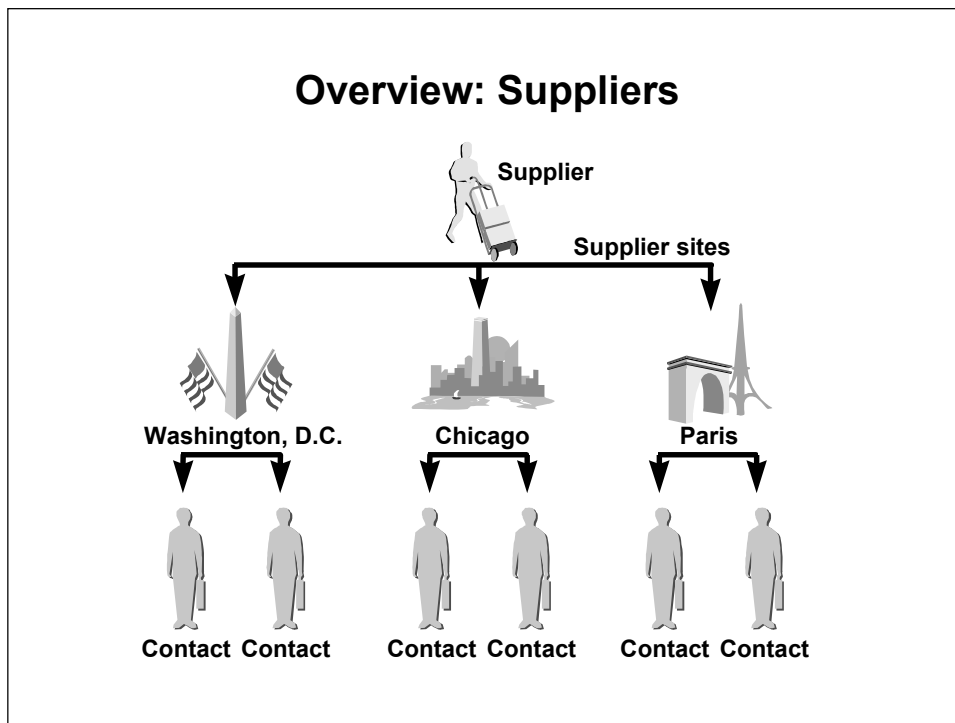 Overview: Suppliers
Supplier
Supplier sites
Washington, D.C.
Chicago
Paris
Contact Contact Contact Contact Contact Contact